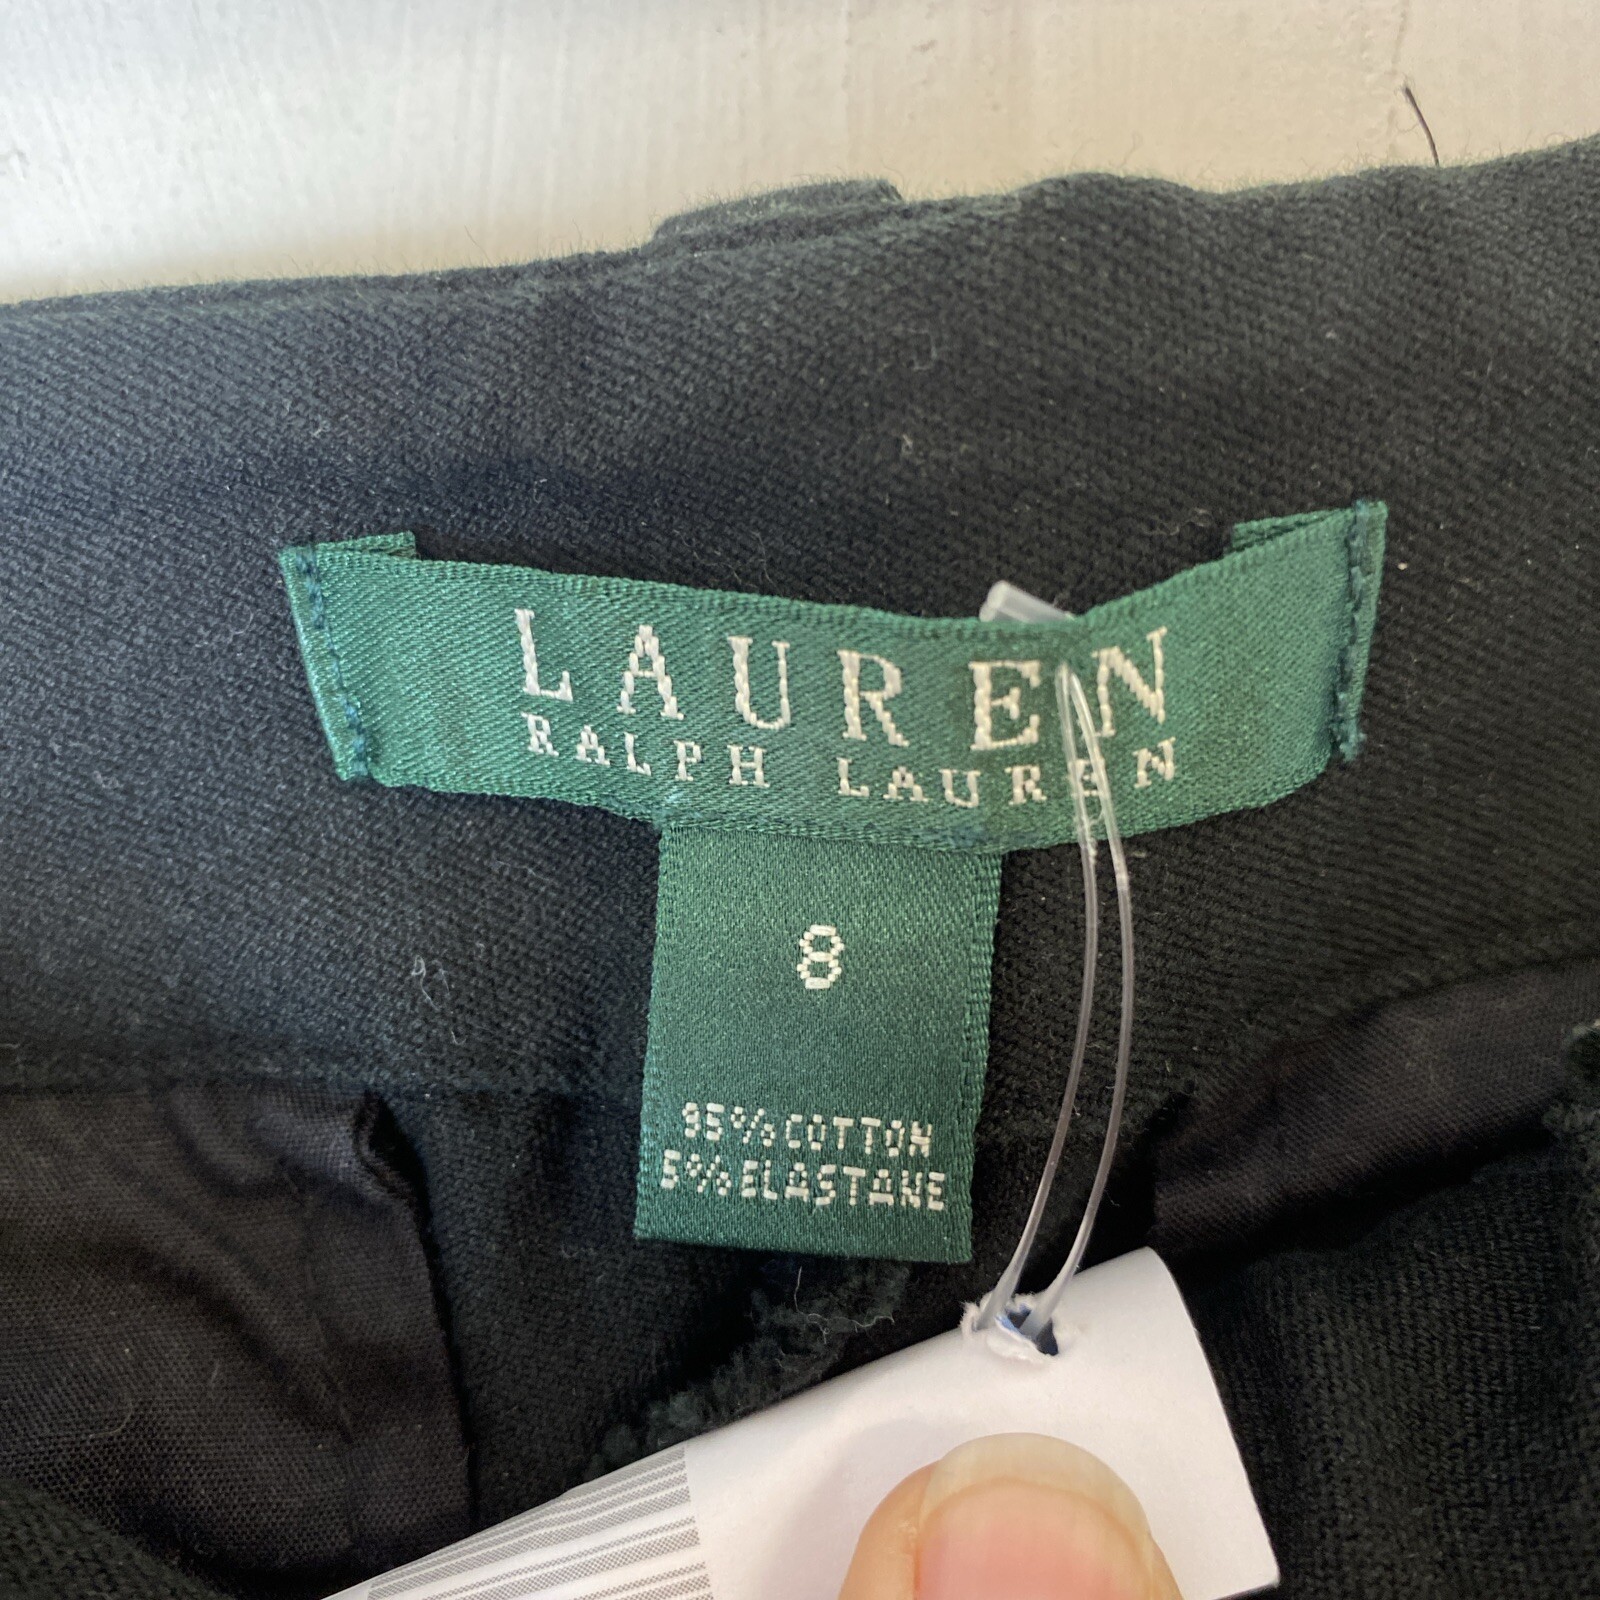 LAUREN
RALPH LAUREN
8
95% COTTON
5% ELASTANE